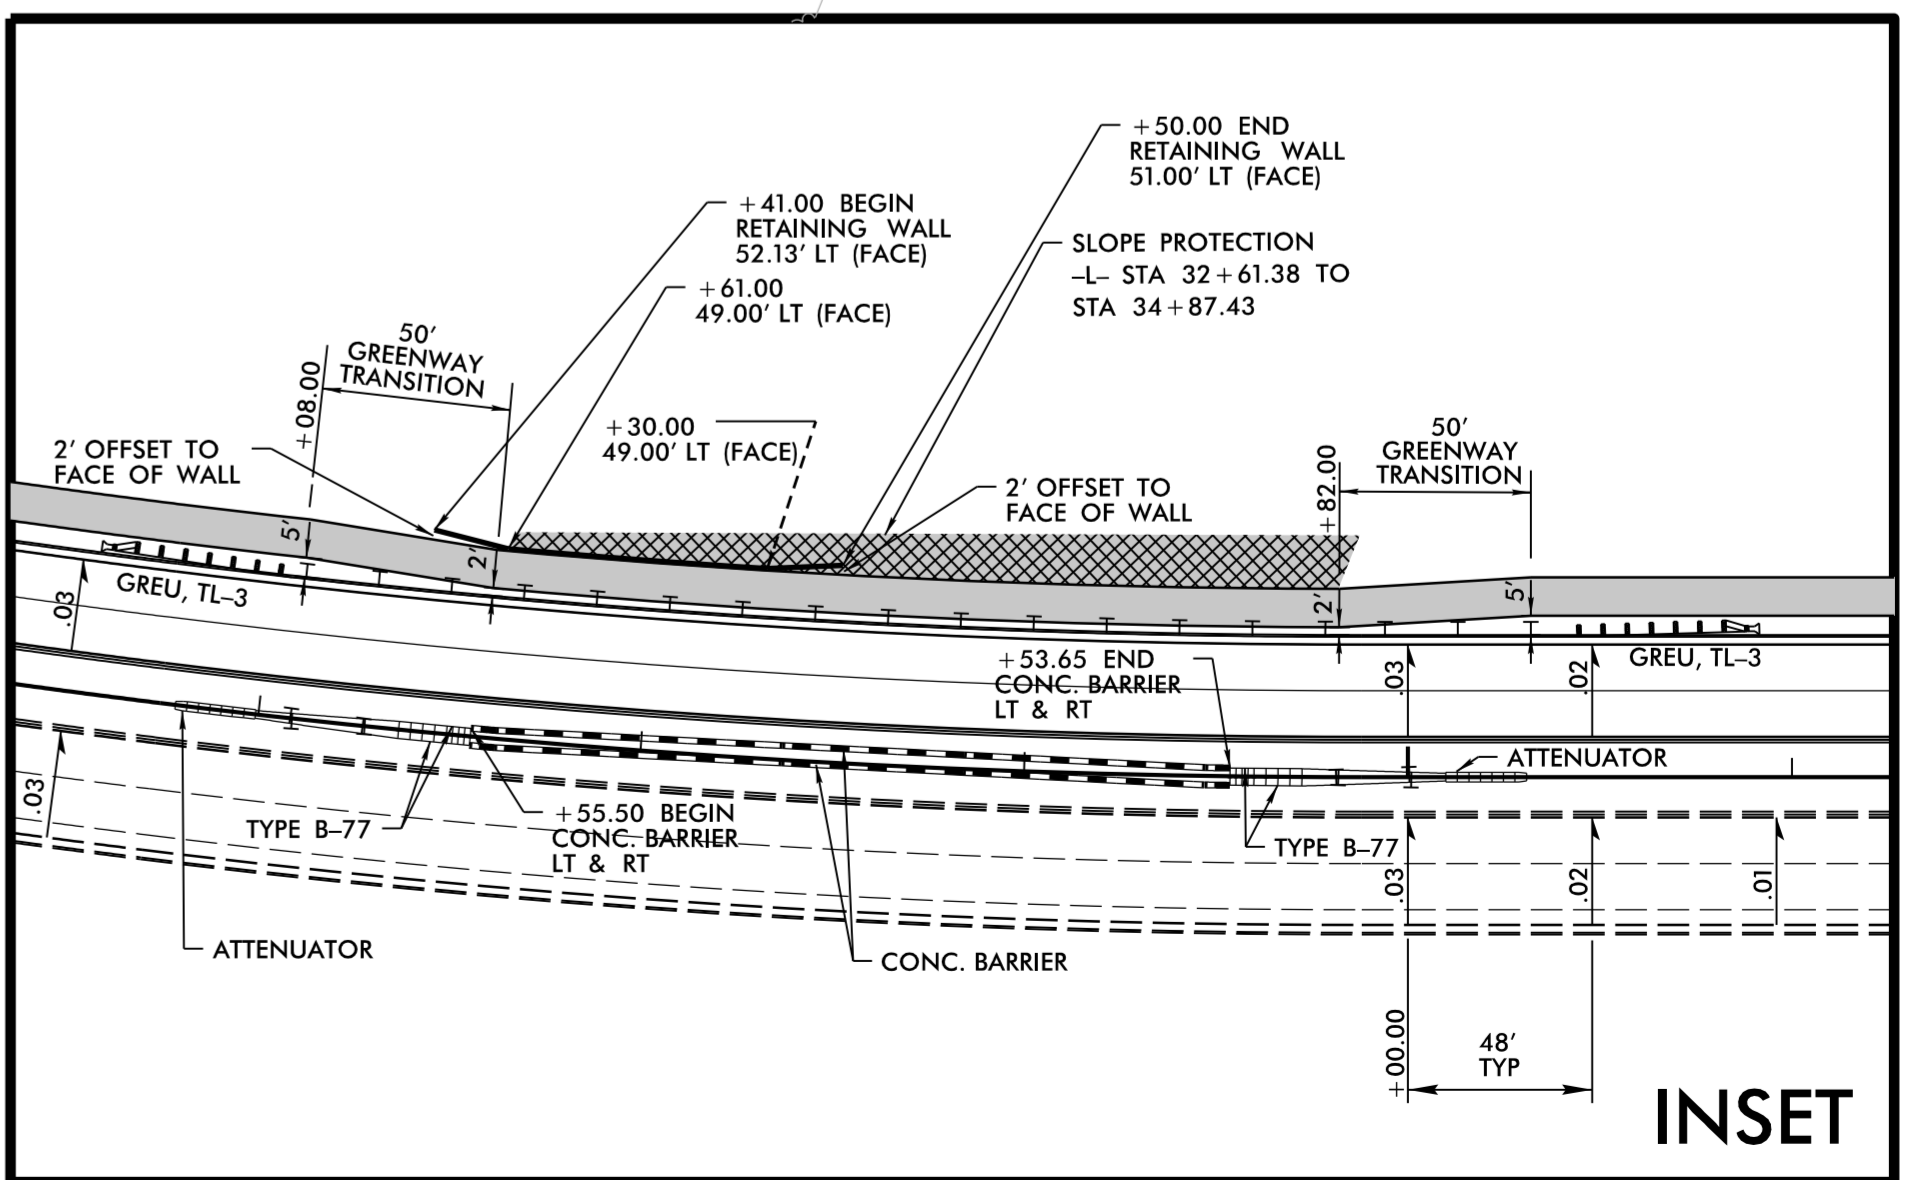 +50.00 END
RETAINING WALL
51.00' LT (FACE)
+41.00 BEGIN
RETAINING WALL
52.13' LT (FACE)
SLOPE PROTECTION
-L- STA 32+61.38 TO
STA 34+87.43
+61.00
49.00' LT (FACE)
50'
GREENWAY
TRANSITION
+08.00
+30.00
49.00' LT (FACE)
2' OFFSET TO
FACE OF WALL
50'
GREENWAY
TRANSITION
+82.00
2' OFFSET TO
FACE OF WALL
5'
2'
GREU, TL-3
.03
2'
5'
GREU, TL-3
+53.65 END
CONC. BARRIER
LT & RT
.03
.02
ATTENUATOR
.03
TYPE B-77
+55.50 BEGIN
CONC. BARRIER
LT & RT
TYPE B-77
.03
.02
.01
ATTENUATOR
CONC. BARRIER
+00.00
48'
TYP
INSET